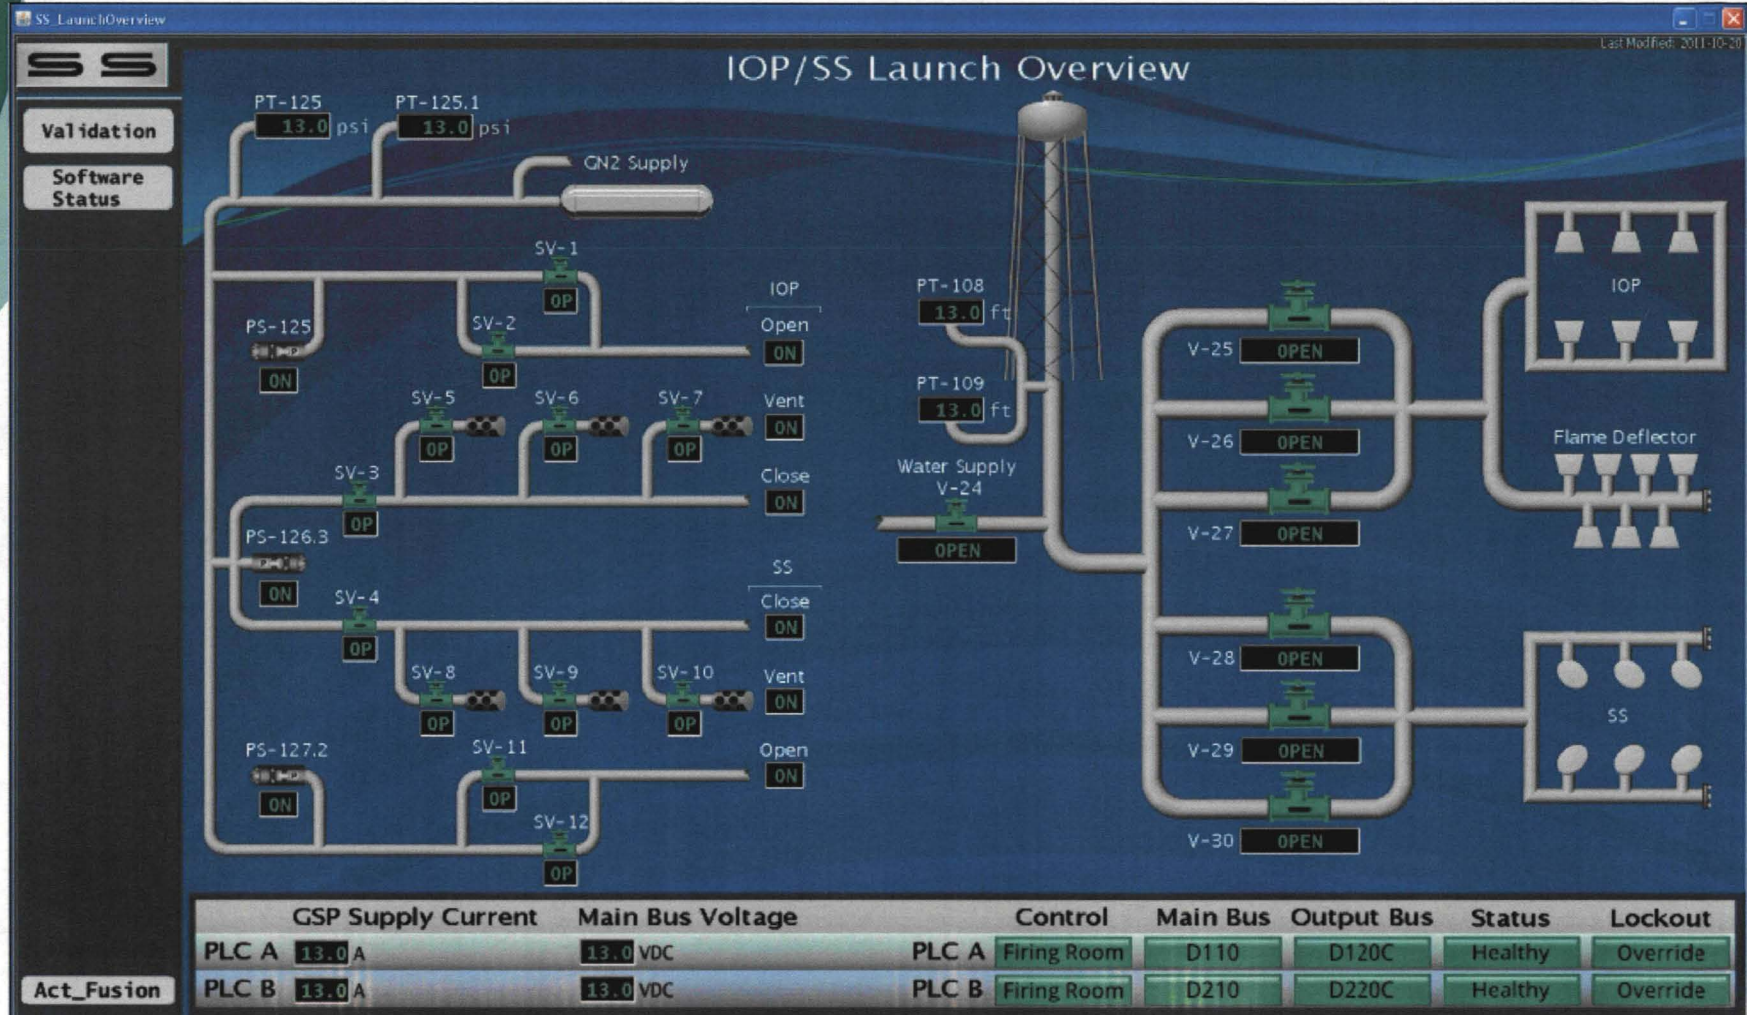 SS_LaunchOverview
Last Modified: 2011-10-20
SS
IOP/SS Launch Overview
Validation
Software
Status
PT-125
13.0 psi
PT-125.1
13.0 psi
GN2 Supply
SV-1
OP
PS-125
ON
SV-2
OP
IOP
Open
ON
SV-5
OP
SV-6
OP
SV-7
OP
Vent
ON
SV-3
OP
Close
ON
PS-126.3
ON
SV-4
OP
SS
Close
ON
SV-8
OP
SV-9
OP
SV-10
OP
Vent
ON
PS-127.2
ON
SV-11
OP
Open
ON
SV-12
OP
PT-108
13.0 ft
PT-109
13.0 ft
Water Supply
V-24
OPEN
V-25 OPEN
V-26 OPEN
V-27 OPEN
V-28 OPEN
V-29 OPEN
V-30 OPEN
IOP
Flame Deflector
SS
GSP Supply Current Main Bus Voltage Control Main Bus Output Bus Status Lockout
PLC A 13.0 A 13.0 VDC PLC A Firing Room D110 D120C Healthy Override
PLC B 13.0 A 13.0 VDC PLC B Firing Room D210 D220C Healthy Override
Act_Fusion